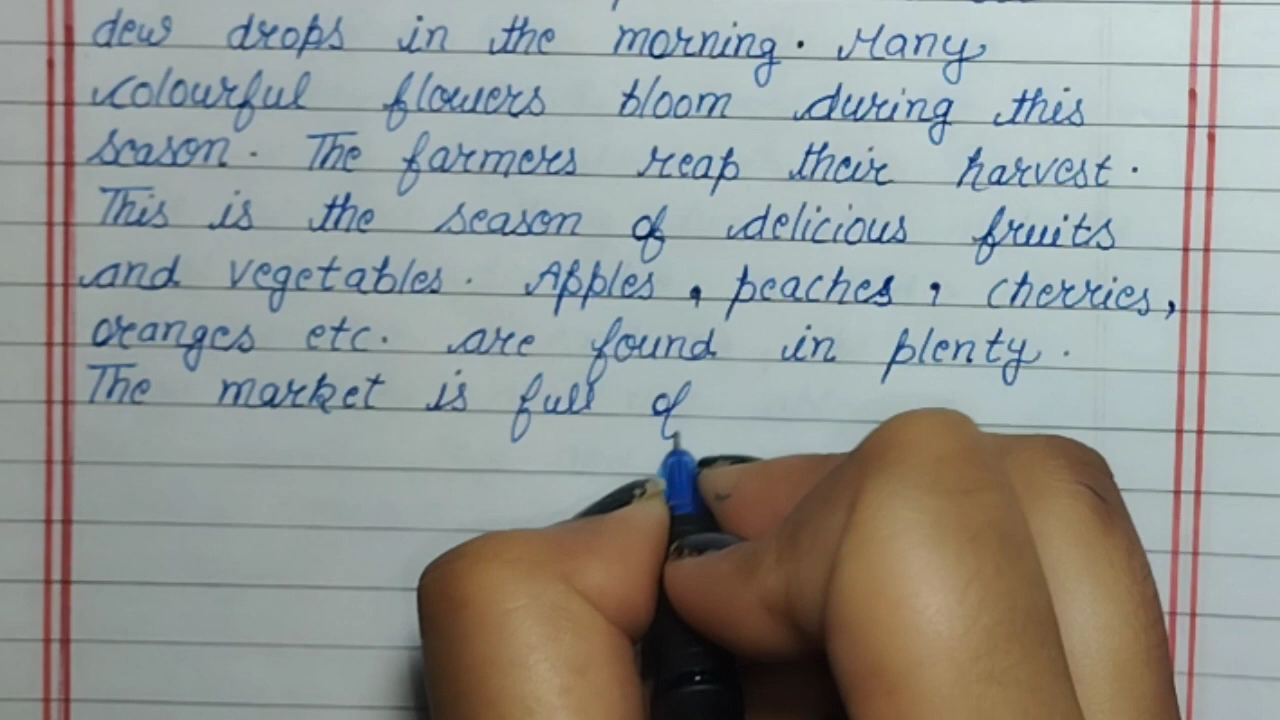 dew drops in the morning. Many
colourful flowers bloom during this
season. The farmers reap their harvest.
This is the season of delicious fruits
and vegetables. Apples, peaches, cherries,
oranges etc. are found in plenty.
The market is full of